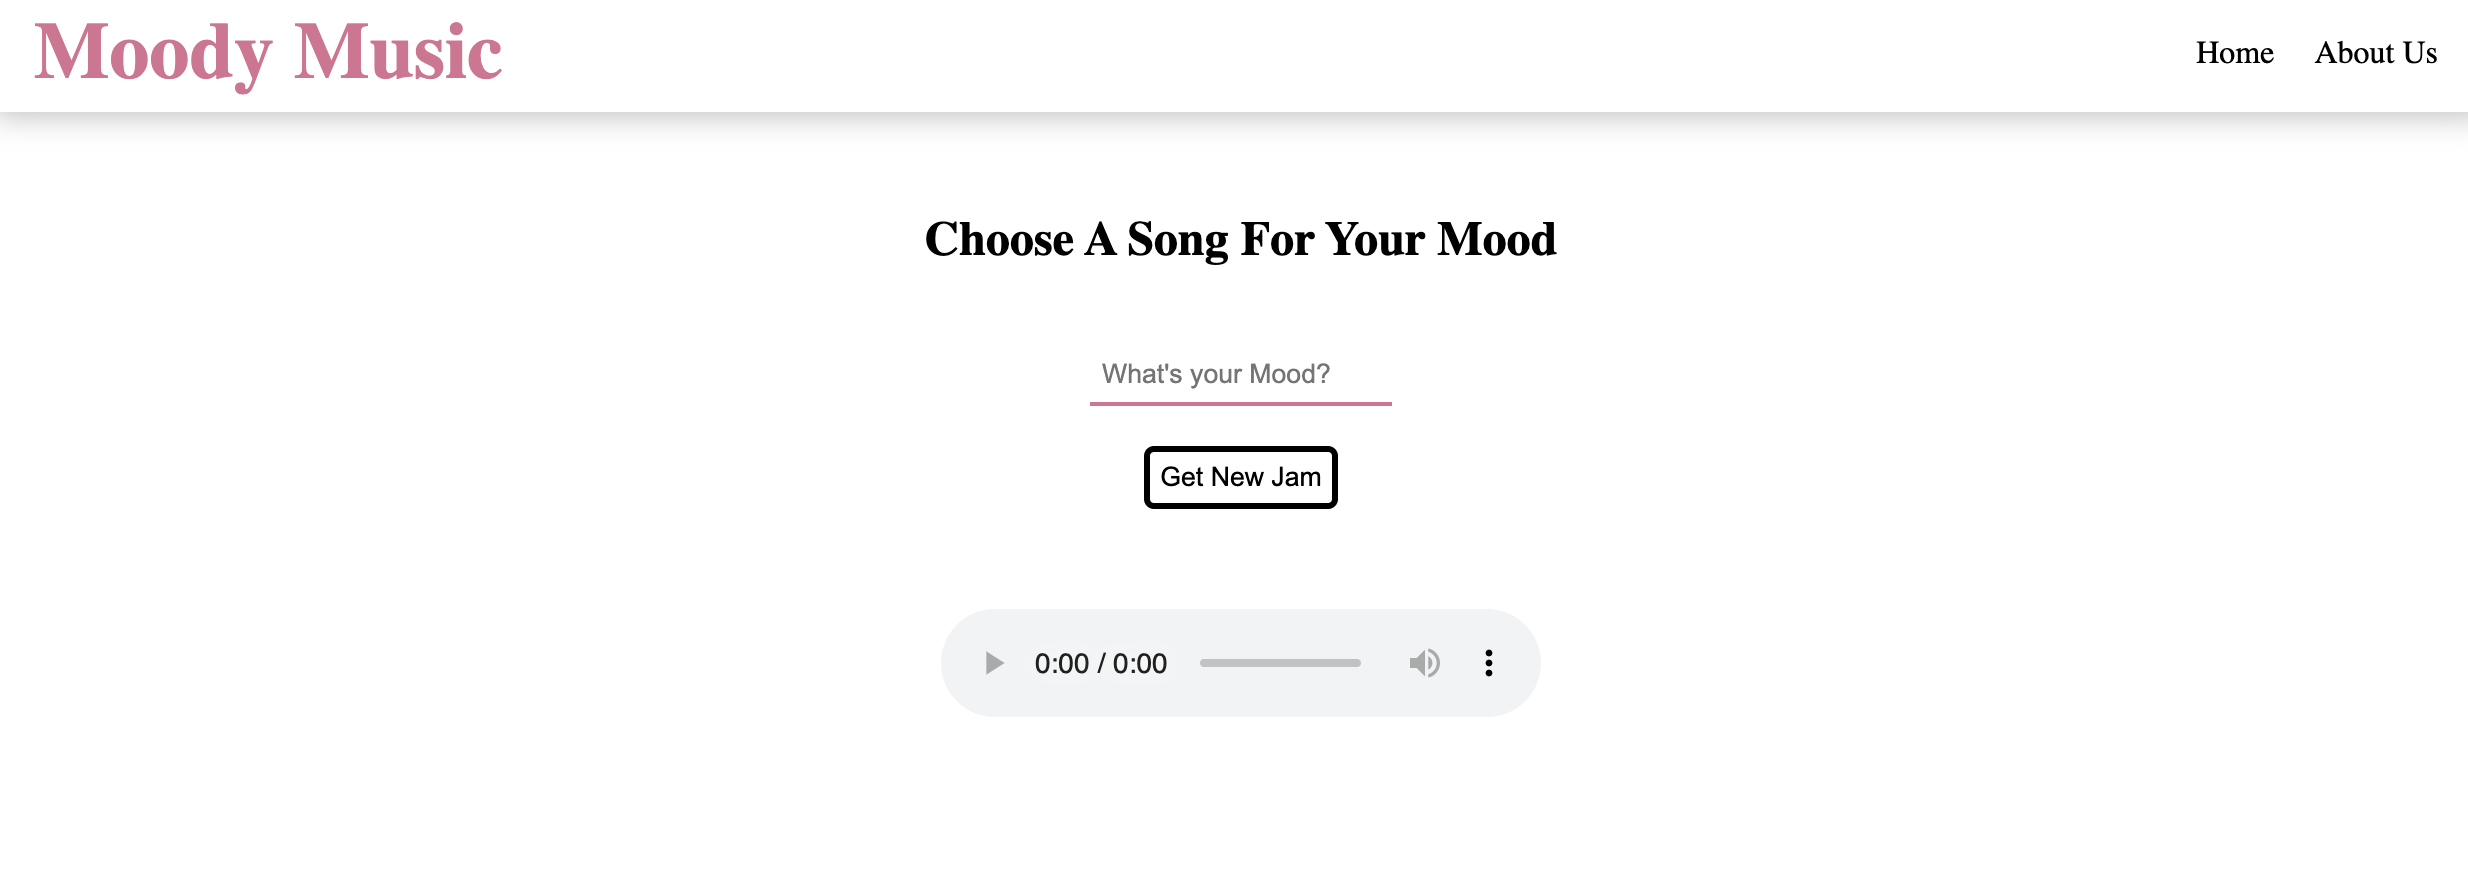 Moody Music
Home
About Us
Choose A Song For Your Mood
What's your Mood?
Get New Jam
0:00 / 0:00